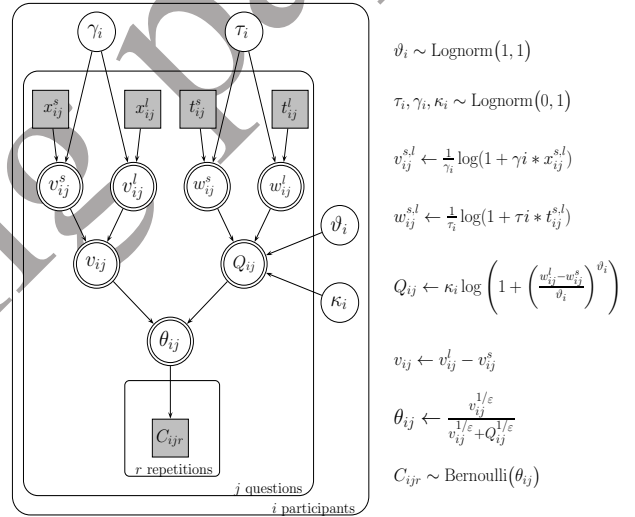 γ_i τ_i
x^s_{ij} x^l_{ij} t^s_{ij} t^l_{ij}
v^s_{ij} v^l_{ij} w^s_{ij} w^l_{ij}
ϑ_i
v_{ij} Q_{ij}
κ_i
θ_{ij}
C_{ijr}
r repetitions
j questions
i participants
ϑ_i ∼ Lognorm(1, 1)
τ_i, γ_i, κ_i ∼ Lognorm(0, 1)
v^{s,l}_{ij} ← \frac{1}{γ_i} log(1 + γi * x^{s,l}_{ij})
w^{s,l}_{ij} ← \frac{1}{τ_i} log(1 + τi * t^{s,l}_{ij})
Q_{ij} ← κ_i log(1 + (\frac{w^l_{ij} − w^s_{ij}}{ϑ_i})^{ϑ_i})
v_{ij} ← v^l_{ij} − v^s_{ij}
θ_{ij} ← \frac{v^{1/ε}_{ij}}{v^{1/ε}_{ij} + Q^{1/ε}_{ij}}
C_{ijr} ∼ Bernoulli(θ_{ij})